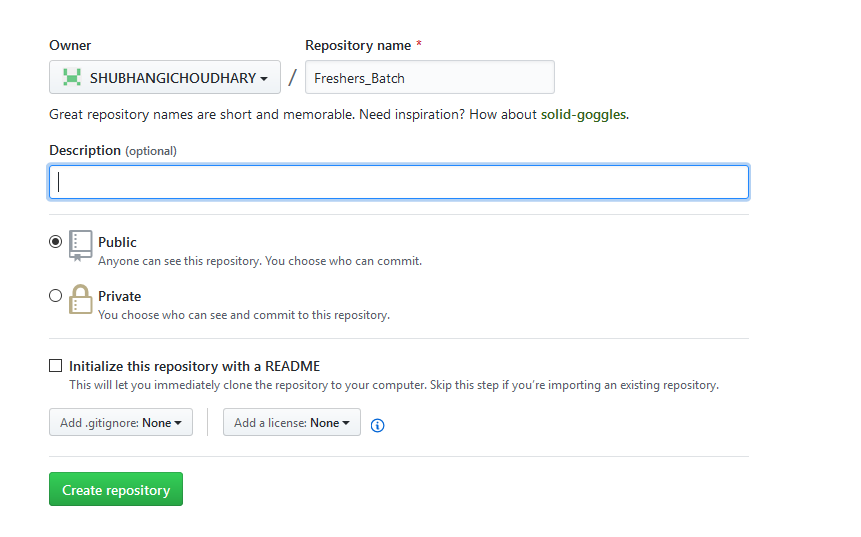 Owner
Repository name *
SHUBHANGICHOUDHARY / Freshers_Batch
Great repository names are short and memorable. Need inspiration? How about solid-goggles.
Description (optional)
Public
Anyone can see this repository. You choose who can commit.
Private
You choose who can see and commit to this repository.
Initialize this repository with a README
This will let you immediately clone the repository to your computer. Skip this step if you’re importing an existing repository.
Add .gitignore: None
Add a license: None
Create repository